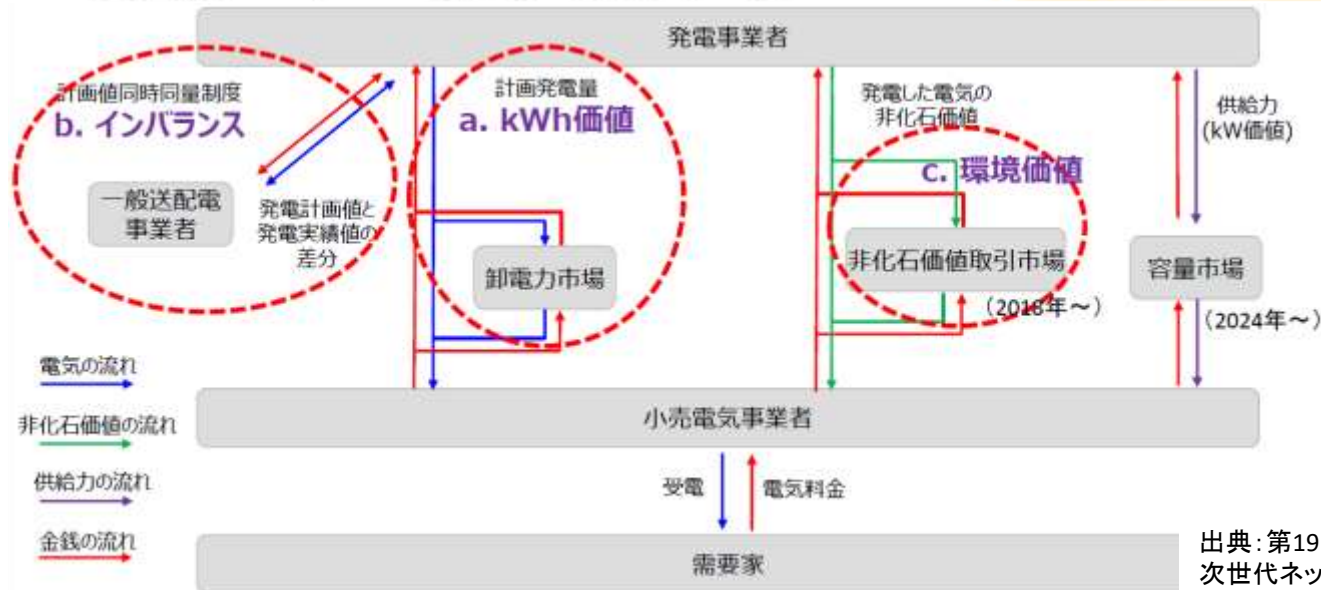 発電事業者
計画値同時同量制度
b. インバランス
一般送配電
事業者
発電計画値と
発電実績値の
差分
計画発電量
a. kWh価値
卸電力市場
発電した電気の
非化石価値
c. 環境価値
非化石価値取引市場
（2018年～）
供給力
(kW価値)
容量市場
（2024年～）
電気の流れ
非化石価値の流れ
供給力の流れ
金銭の流れ
小売電気事業者
受電
電気料金
需要家
出典：第19
次世代ネッ